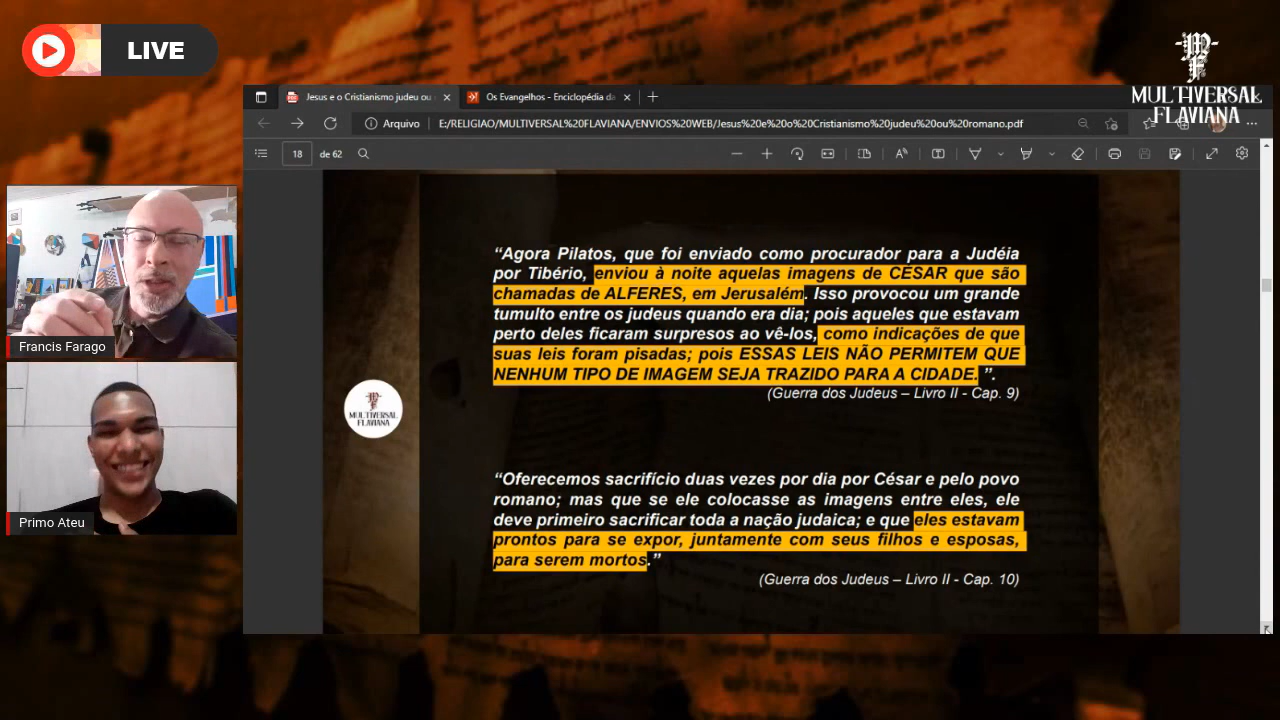 LIVE
MULTIVERSAL
FLAVIANA
Jesus e o Cristianismo judeu ou
Os Evangelhos - Enciclopédia da
Arquivo
E:/RELIGIAO/MULTIVERSAL%20FLAVIANA/ENVIOS%20WEB/Jesus%20e%20o%20Cristianismo%20judeu%20ou%20romano.pdf
18 de 62
“Agora Pilatos, que foi enviado como procurador para a Judéia
por Tibério, enviou à noite aquelas imagens de CÉSAR que são
chamadas de ALFERES, em Jerusalém. Isso provocou um grande
tumulto entre os judeus quando era dia; pois aqueles que estavam
perto deles ficaram surpresos ao vê-los, como indicações de que
suas leis foram pisadas; pois ESSAS LEIS NÃO PERMITEM QUE
NENHUM TIPO DE IMAGEM SEJA TRAZIDO PARA A CIDADE. ”.
(Guerra dos Judeus – Livro II - Cap. 9)
MULTIVERSAL
FLAVIANA
“Oferecemos sacrifício duas vezes por dia por César e pelo povo
romano; mas que se ele colocasse as imagens entre eles, ele
deve primeiro sacrificar toda a nação judaica; e que eles estavam
prontos para se expor, juntamente com seus filhos e esposas,
para serem mortos.”
(Guerra dos Judeus – Livro II - Cap. 10)
Francis Farago
Primo Ateu